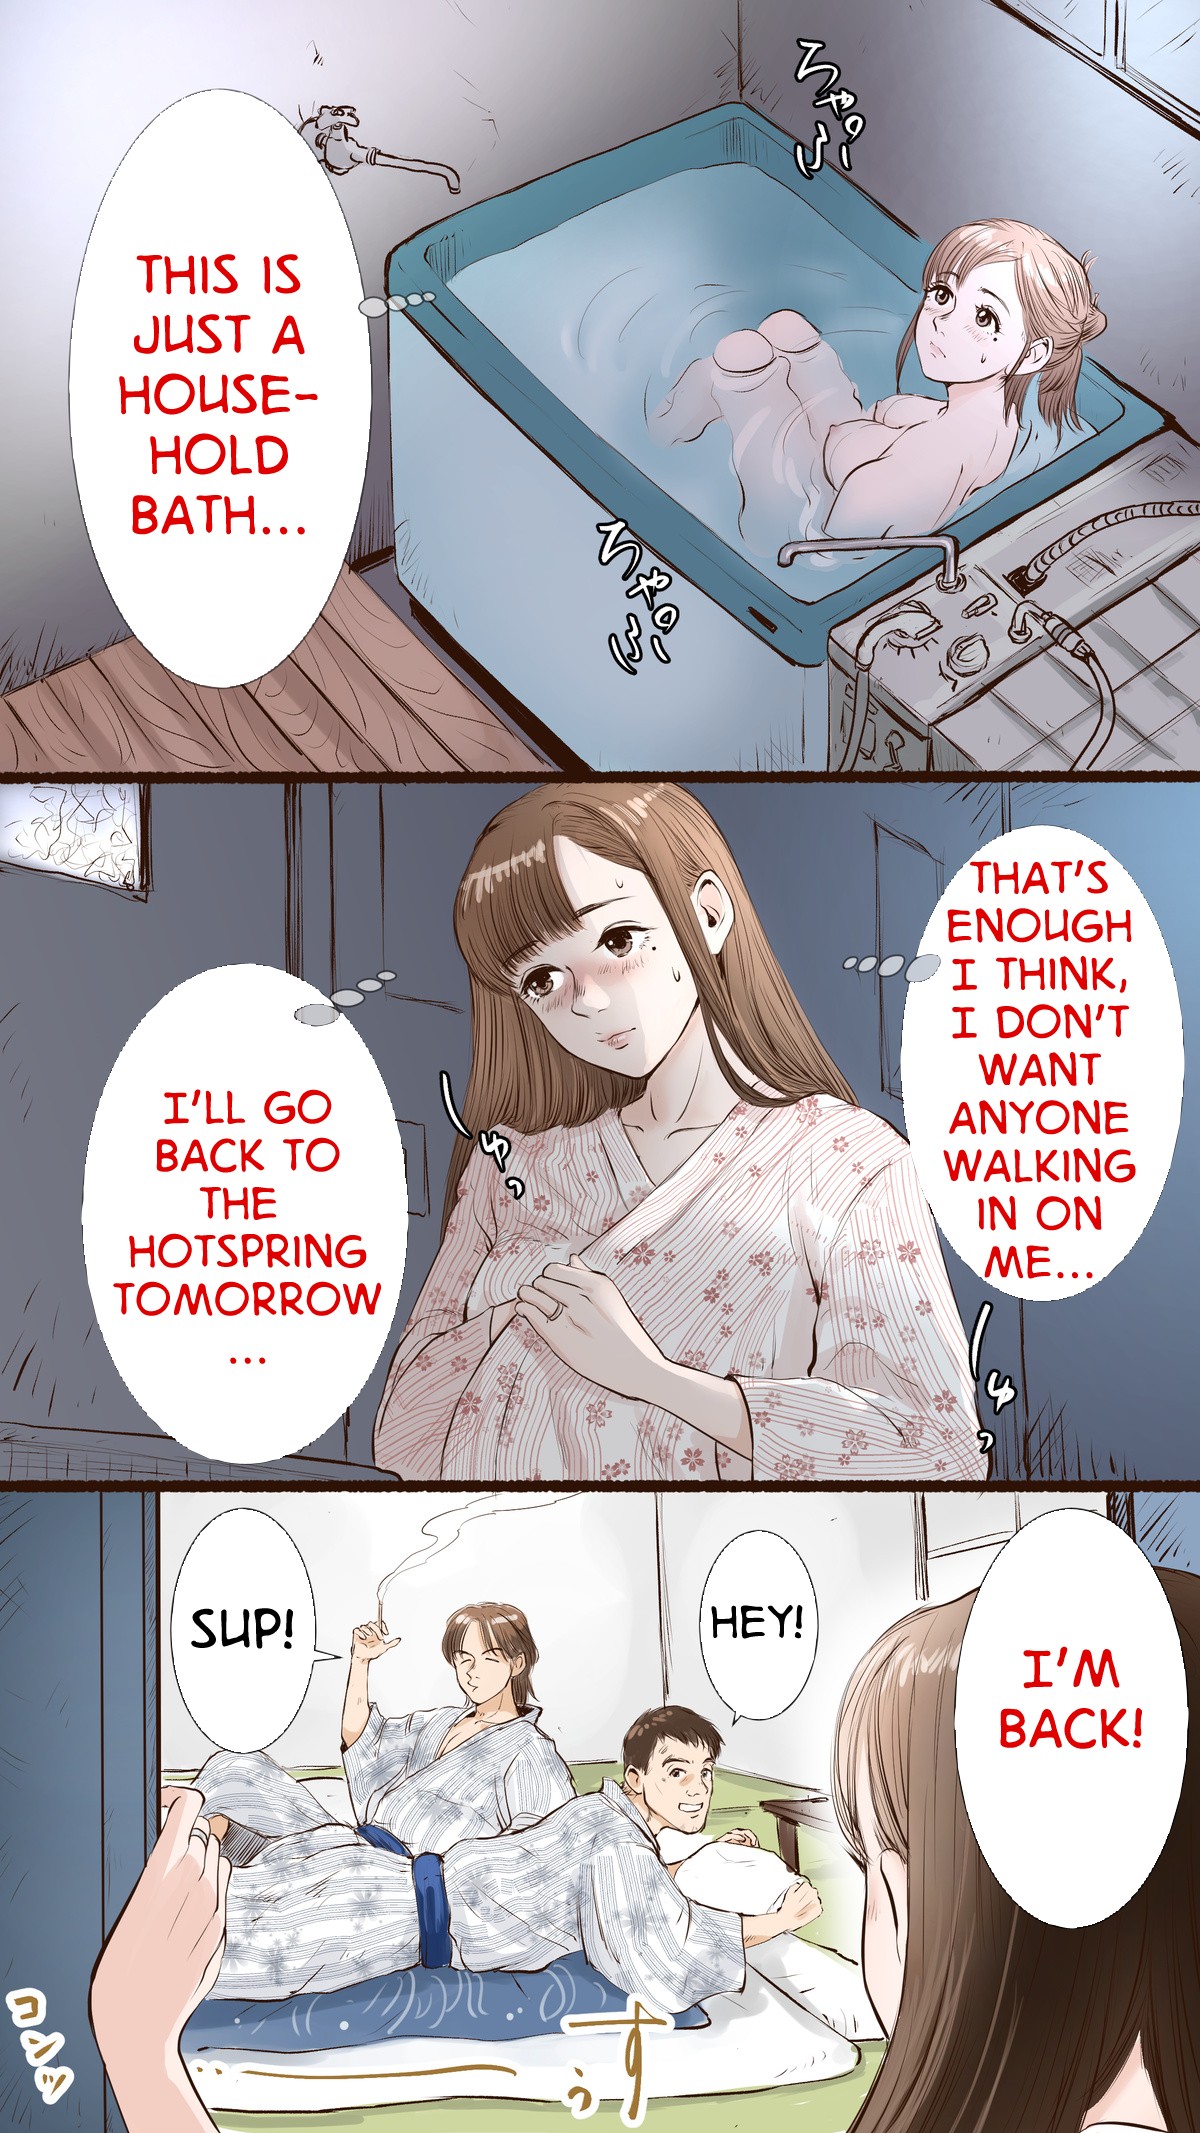 ちゃぷ
THIS IS
JUST A
HOUSE-
HOLD
BATH...
ちゃぷ
THAT'S
ENOUGH
I THINK,
I DON'T
WANT
ANYONE
WALKING
IN ON
ME...
I'LL GO
BACK TO
THE
HOTSPRING
TOMORROW
...
しゅっ
しゅっ
I'M
BACK!
HEY!
SUP!
コンッ
すぅ